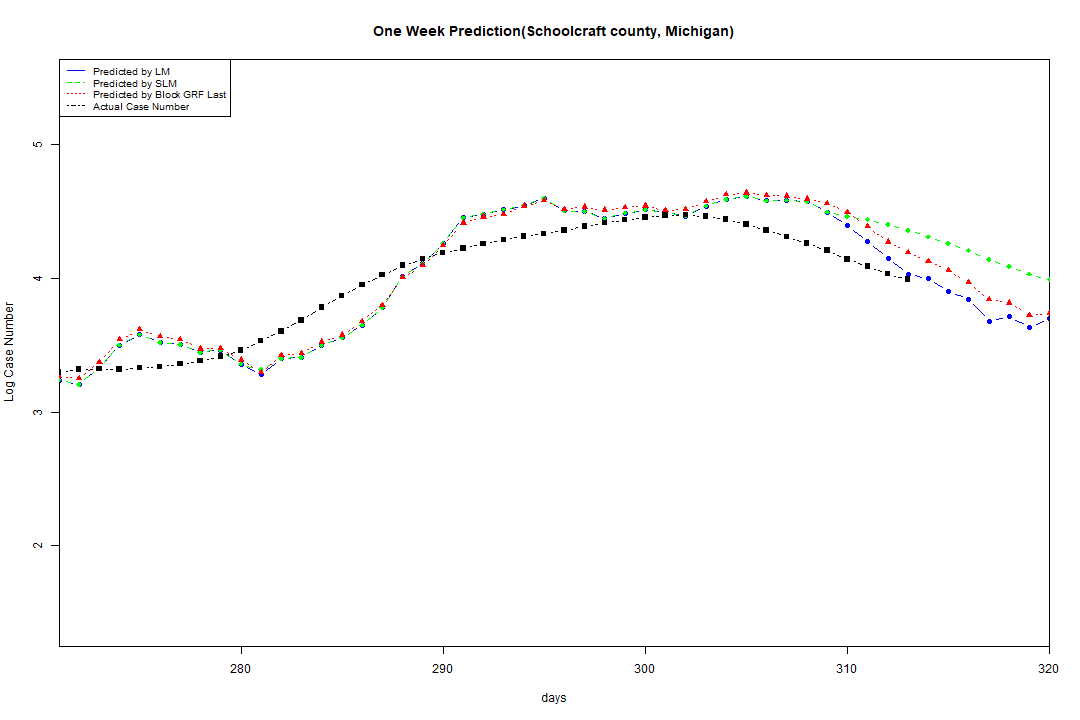 One Week Prediction(Schoolcraft county, Michigan)
Predicted by LM
Predicted by SLM
Predicted by Block GRF Last
Actual Case Number
5
4
3
2
Log Case Number
280 290 300 310 320
days